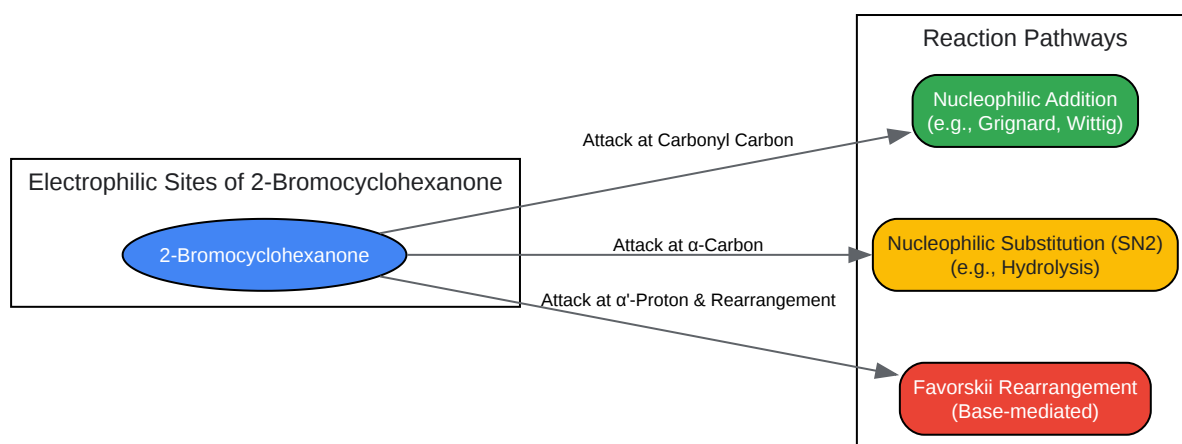 Reaction Pathways
Nucleophilic Addition
(e.g., Grignard, Wittig)
Attack at Carbonyl Carbon
Electrophilic Sites of 2-Bromocyclohexanone
2-Bromocyclohexanone
Attack at α-Carbon
Nucleophilic Substitution (SN2)
(e.g., Hydrolysis)
Attack at α'-Proton & Rearrangement
Favorskii Rearrangement
(Base-mediated)